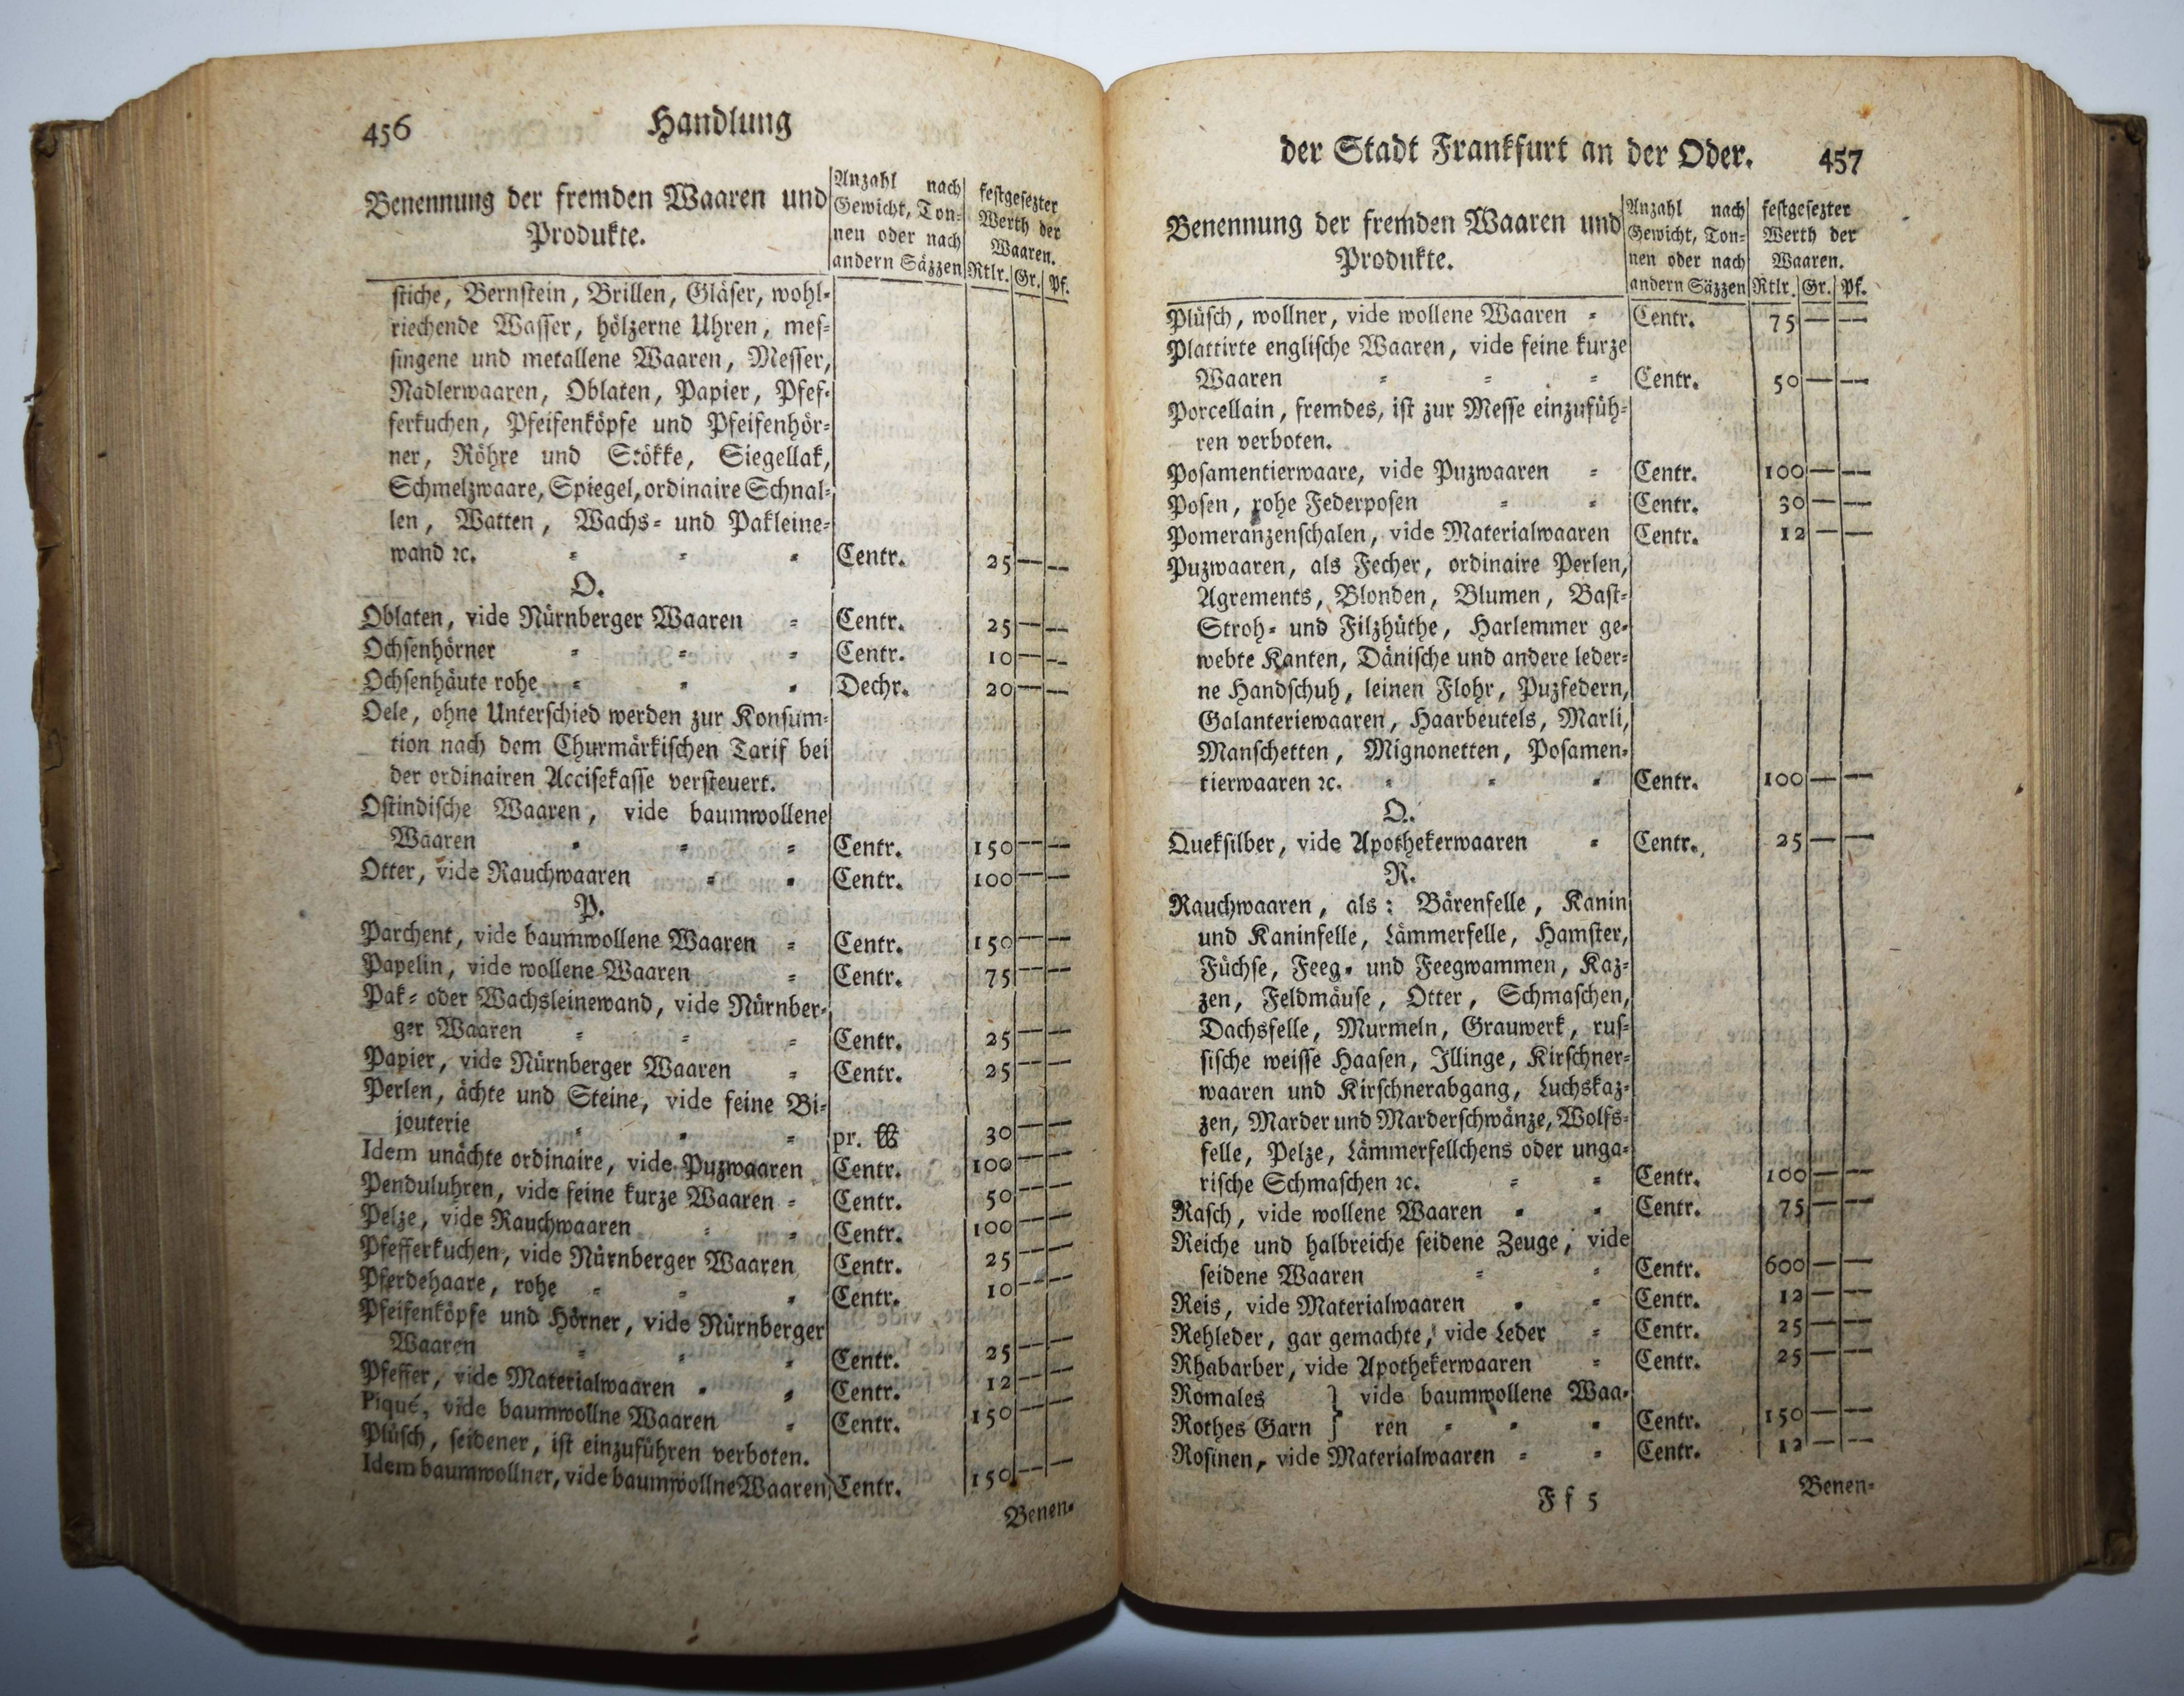 456 Handlung
Benennung der fremden Waaren und Produkte. | Anzahl nach Gewicht, Tonnen oder nach andern Säzzen | festgesezter Werth der Waaren. Rtlr. | Gr. | Pf.
stiche, Bernstein, Brillen, Gläser, wohl-
riechende Wasser, hölzerne Uhren, mes-
singene und metallene Waaren, Messer,
Nadlerwaaren, Oblaten, Papier, Pfef-
ferkuchen, Pfeifenköpfe und Pfeifenhör-
ner, Röhre und Stökke, Siegellak,
Schmelzwaare, Spiegel, ordinaire Schnal-
len, Watten, Wachs- und Pakleine-
wand ꝛc. - - - Centr. 25 — —
O.
Oblaten, vide Nürnberger Waaren - Centr. 25 — —
Ochsenhörner - - - Centr. 10 — —
Ochsenhäute rohe - - - Dechr. 20 — —
Oele, ohne Unterschied werden zur Konsum-
tion nach dem Churmärkischen Tarif bei
der ordinairen Accisekasse versteuert.
Ostindische Waaren, vide baumwollene
Waaren - - - Centr. 150 — —
Otter, vide Rauchwaaren - - Centr. 100 — —
P.
Parchent, vide baumwollene Waaren - Centr. 150 — —
Papelin, vide wollene Waaren - Centr. 75 — —
Pak- oder Wachsleinewand, vide Nürnber-
ger Waaren - - - Centr. 25 — —
Papier, vide Nürnberger Waaren - Centr. 25 — —
Perlen, ächte und Steine, vide feine Bi-
jouterie - - - pr. ℔ 30 — —
Idem unächte ordinaire, vide Puzwaaren Centr. 100 — —
Penduluhren, vide feine kurze Waaren - Centr. 50 — —
Pelze, vide Rauchwaaren - - Centr. 100 — —
Pfefferkuchen, vide Nürnberger Waaren Centr. 25 — —
Pferdehaare, rohe - - - Centr. 10 — —
Pfeifenköpfe und Hörner, vide Nürnberger
Waaren - - - Centr. 25 — —
Pfeffer, vide Materialwaaren - - Centr. 12 — —
Piqué, vide baumwollne Waaren - Centr. 150 — —
Plüsch, seidener, ist einzuführen verboten.
Idem baumwollner, vide baumwollne Waaren Centr. 150 — —
Benen-
der Stadt Frankfurt an der Oder. 457
Benennung der fremden Waaren und Produkte. | Anzahl nach Gewicht, Tonnen oder nach andern Säzzen | festgesezter Werth der Waaren. Rtlr. | Gr. | Pf.
Plüsch, wollner, vide wollene Waaren - Centr. 75 — —
Plattirte englische Waaren, vide feine kurze
Waaren - - - Centr. 50 — —
Porcellain, fremdes, ist zur Messe einzufüh-
ren verboten.
Posamentierwaare, vide Puzwaaren - Centr. 100 — —
Posen, rohe Federposen - - Centr. 30 — —
Pomeranzenschalen, vide Materialwaaren Centr. 12 — —
Puzwaaren, als Fecher, ordinaire Perlen,
Agrements, Blonden, Blumen, Bast-
Stroh- und Filzhüthe, Harlemmer ge-
webte Kanten, Dänische und andere leder-
ne Handschuh, leinen Flohr, Puzfedern,
Galanteriewaaren, Haarbeutels, Marli,
Manschetten, Mignonetten, Posamen-
tierwaaren ꝛc. - - - Centr. 100 — —
Q.
Queksilber, vide Apothekerwaaren - Centr. 25 — —
R.
Rauchwaaren, als: Bärenfelle, Kanin
und Kaninfelle, Lämmerfelle, Hamster,
Füchse, Feeg- und Feegwammen, Kaz-
zen, Feldmäuse, Otter, Schmaschen,
Dachsfelle, Murmeln, Grauwerk, rus-
sische weisse Haasen, Illinge, Kirschner-
waaren und Kirschnerabgang, Luchskaz-
zen, Marder und Marderschwänze, Wolfs-
felle, Pelze, Lämmerfellchens oder unga-
rische Schmaschen ꝛc. - - Centr. 100 — —
Rasch, vide wollene Waaren - - Centr. 75 — —
Reiche und halbreiche seidene Zeuge, vide
seidene Waaren - - Centr. 600 — —
Reis, vide Materialwaaren - - Centr. 12 — —
Rehleder, gar gemachte, vide Leder - Centr. 25 — —
Rhabarber, vide Apothekerwaaren - Centr. 25 — —
Romales } vide baumwollene Waa-
Rothes Garn } ren - - - Centr. 150 — —
Rosinen, vide Materialwaaren - - Centr. 12 — —
F f 5 Benen-